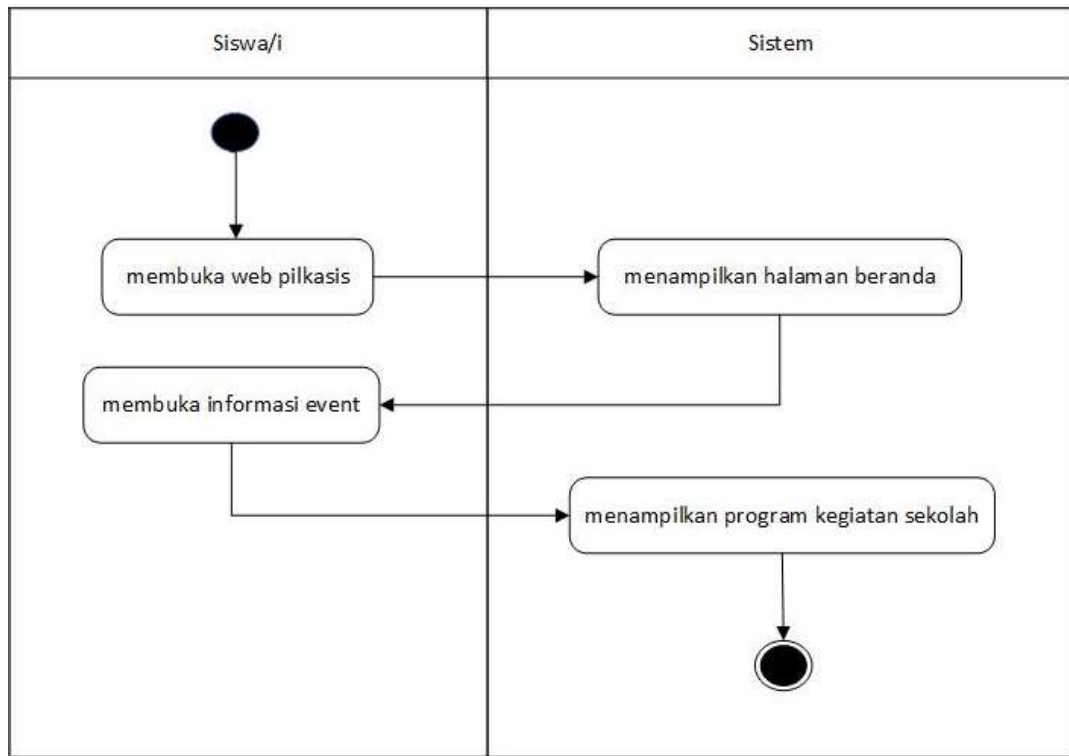 Siswa/i
Sistem
membuka web pilkasis
menampilkan halaman beranda
membuka informasi event
menampilkan program kegiatan sekolah